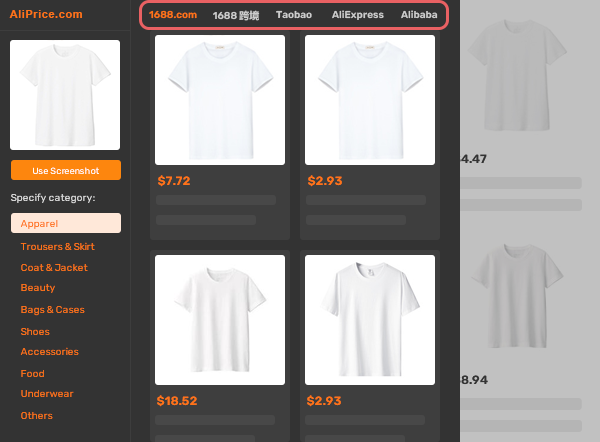 AliPrice.com
1688.com 1688 跨境 Taobao AliExpress Alibaba
Use Screenshot
Specify category:
Apparel
Trousers & Skirt
Coat & Jacket
Beauty
Bags & Cases
Shoes
Accessories
Food
Underwear
Others
$7.72 $2.93 4.47
$18.52 $2.93 8.94